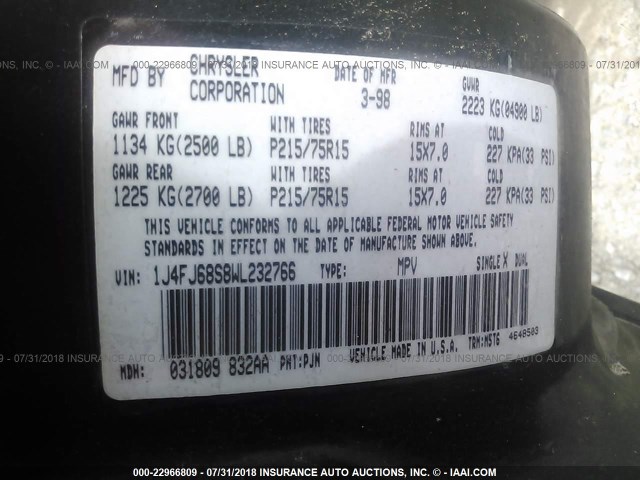 000-22966809 - 07/31/2018 INSURANCE AUTO AUCTIONS, INC. - © - IAAI.COM
MFD BY CHRYSLER CORPORATION DATE OF MFR 3-98 GVWR 2223 KG(04900 LB)
GAWR FRONT WITH TIRES RIMS AT COLD
1134 KG(2500 LB) P215/75R15 15X7.0 227 KPA(33 PSI)
GAWR REAR WITH TIRES RIMS AT COLD
1225 KG(2700 LB) P215/75R15 15X7.0 227 KPA(33 PSI)
THIS VEHICLE CONFORMS TO ALL APPLICABLE FEDERAL MOTOR VEHICLE SAFETY
STANDARDS IN EFFECT ON THE DATE OF MANUFACTURE SHOWN ABOVE.
VIN: 1J4FJ68S8WL232766 TYPE: MPV SINGLE X DUAL
MDH: 031809 832AA PNT:PJN VEHICLE MADE IN U.S.A. TRM:MST6 4648503
000-22966809 - 07/31/2018 INSURANCE AUTO AUCTIONS, INC. - © - IAAI.COM
000-22966809 - 07/31/2018 INSURANCE AUTO AUCTIONS, INC. - © - IAAI.COM